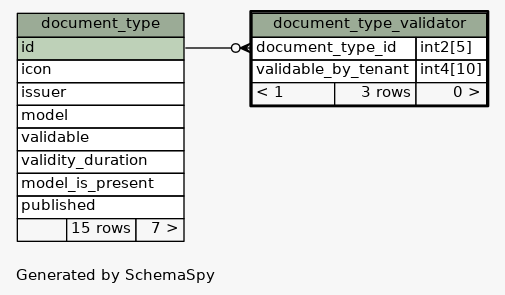 document_type
id
icon
issuer
model
validable
validity_duration
model_is_present
published
15 rows 7 >
document_type_validator
document_type_id int2[5]
validable_by_tenant int4[10]
< 1 3 rows 0 >
Generated by SchemaSpy